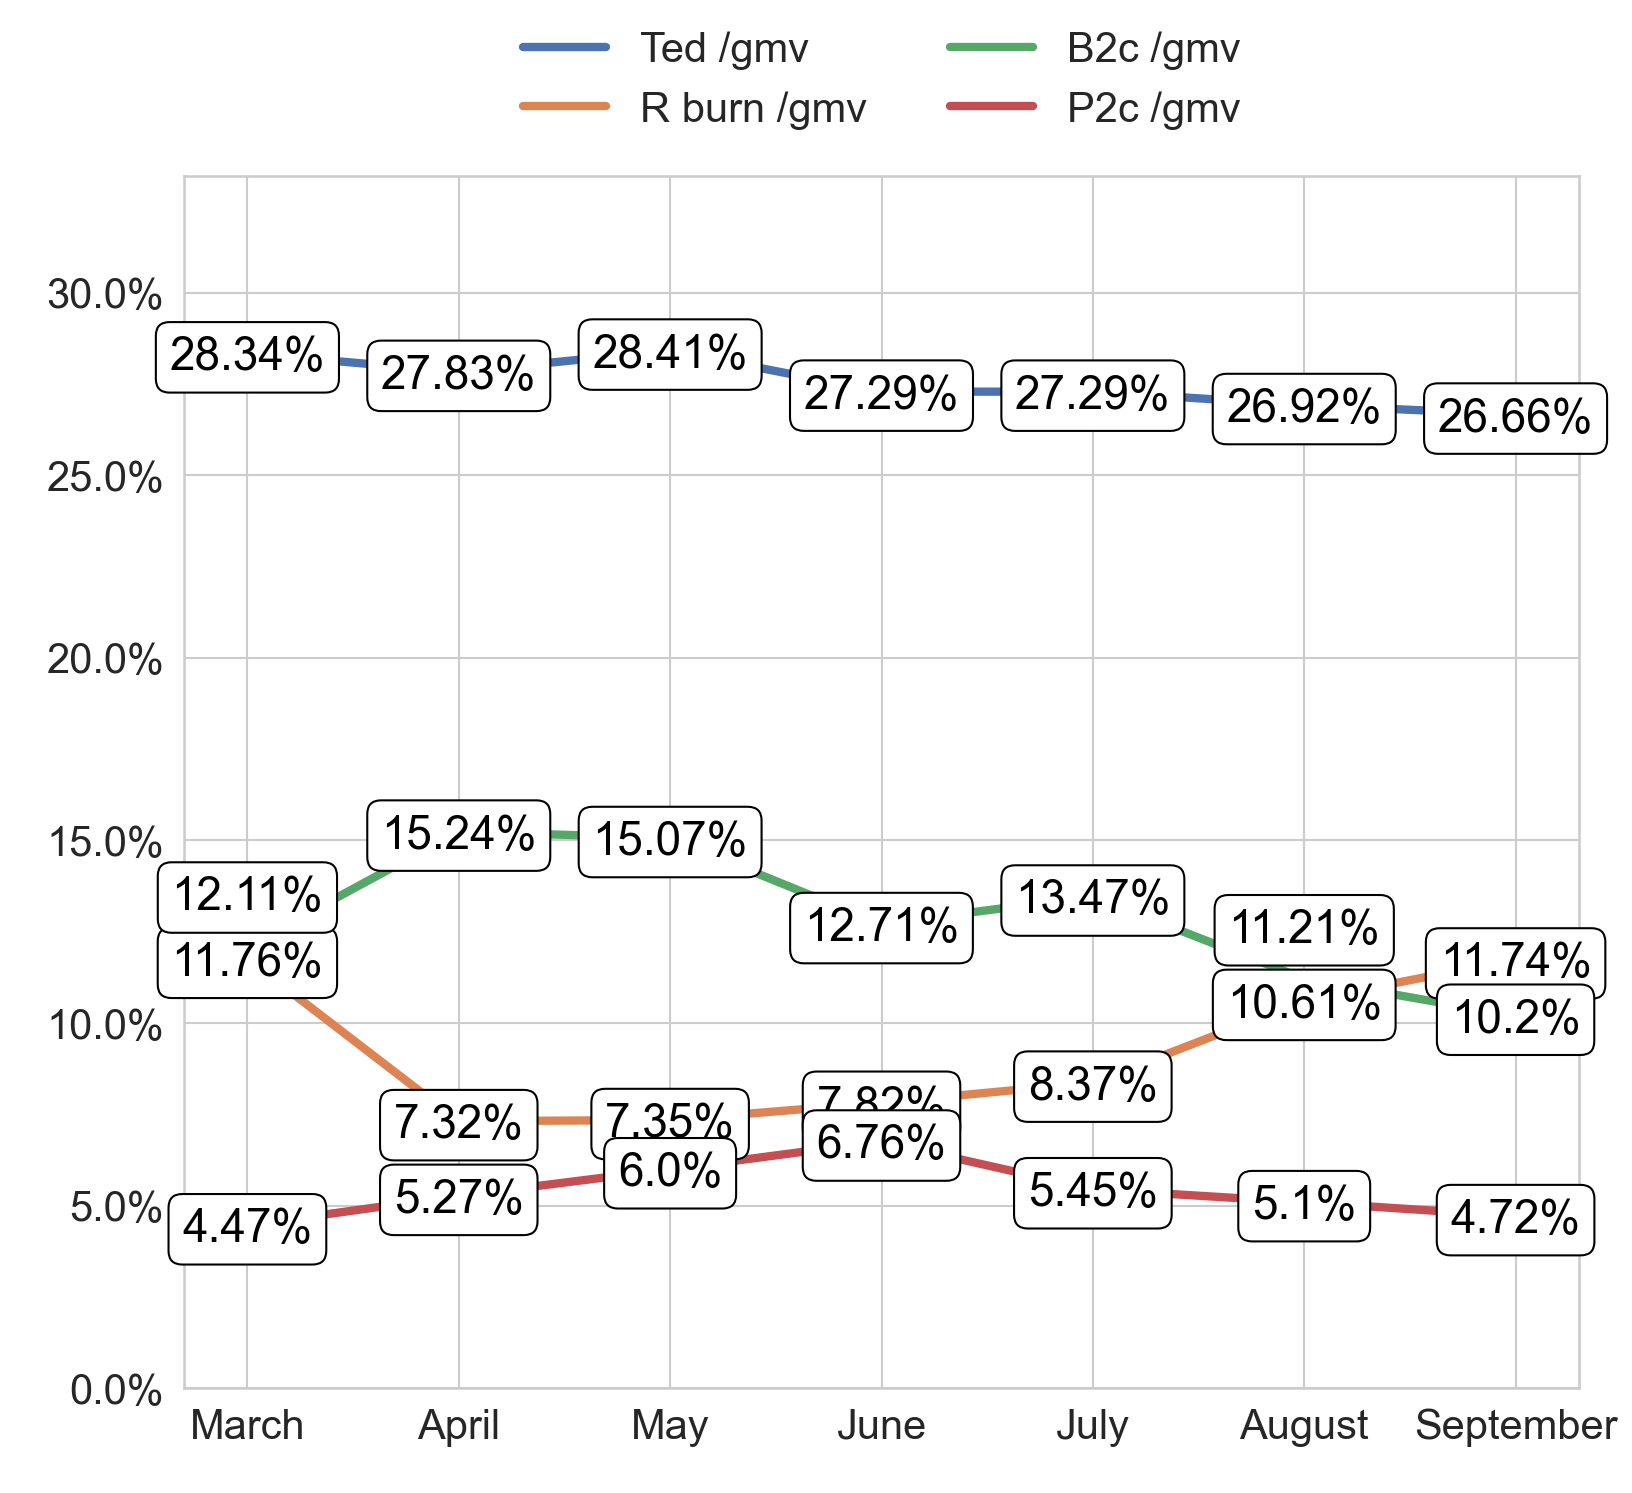 Ted /gmv
R burn /gmv
B2c /gmv
P2c /gmv
30.0%
25.0%
20.0%
15.0%
10.0%
5.0%
0.0%
28.34% 27.83% 28.41% 27.29% 27.29% 26.92% 26.66%
12.11% 15.24% 15.07% 12.71% 13.47% 11.21% 10.2%
11.76% 7.32% 7.35% 7.82% 8.37% 10.61% 11.74%
4.47% 5.27% 6.0% 6.76% 5.45% 5.1% 4.72%
March April May June July August September